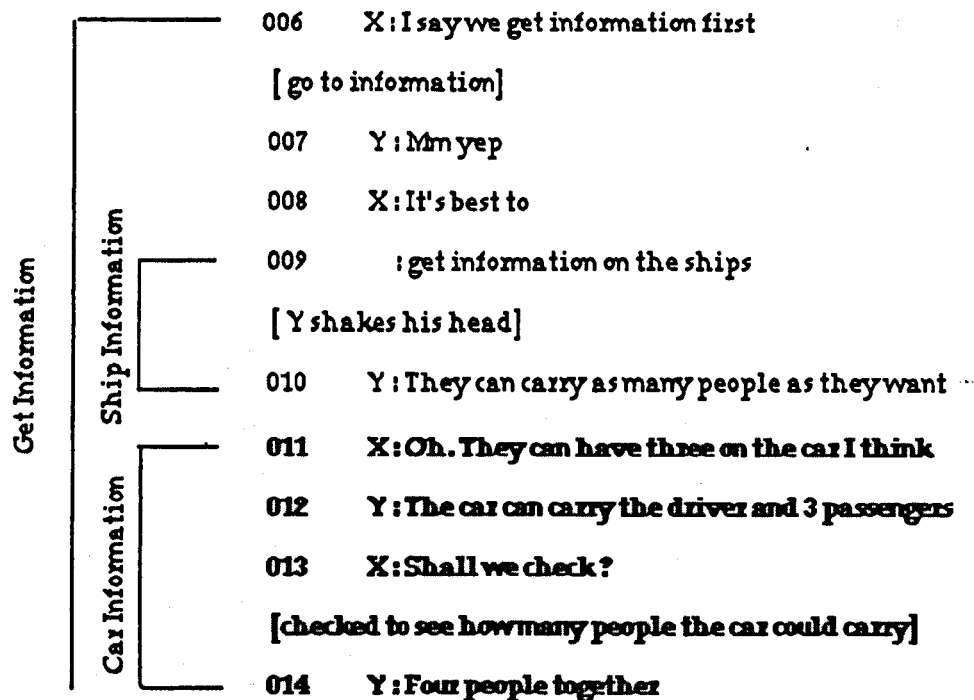 006 X: I say we get information first
[ go to information]
007 Y: Mm yep
008 X: It's best to
009 : get information on the ships
[ Y shakes his head]
010 Y: They can carry as many people as they want
011 X: Oh. They can have three on the car I think
012 Y: The car can carry the driver and 3 passengers
013 X: Shall we check?
[checked to see how many people the car could carry]
014 Y: Four people together
Get Information
Ship Information
Car Information